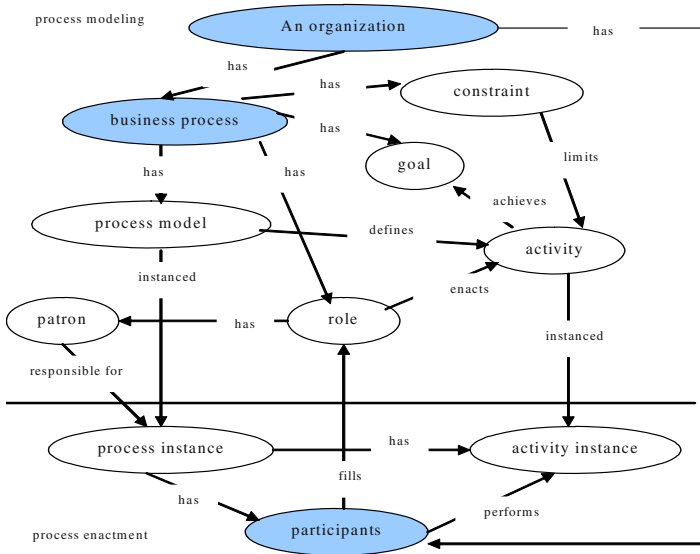 process modeling
An organization
has
has
has
constraint
business process
has
goal
limits
has
has
achieves
process model
defines
activity
instanced
enacts
patron
has
role
instanced
responsible for
process instance
has
activity instance
fills
has
performs
participants
process enactment